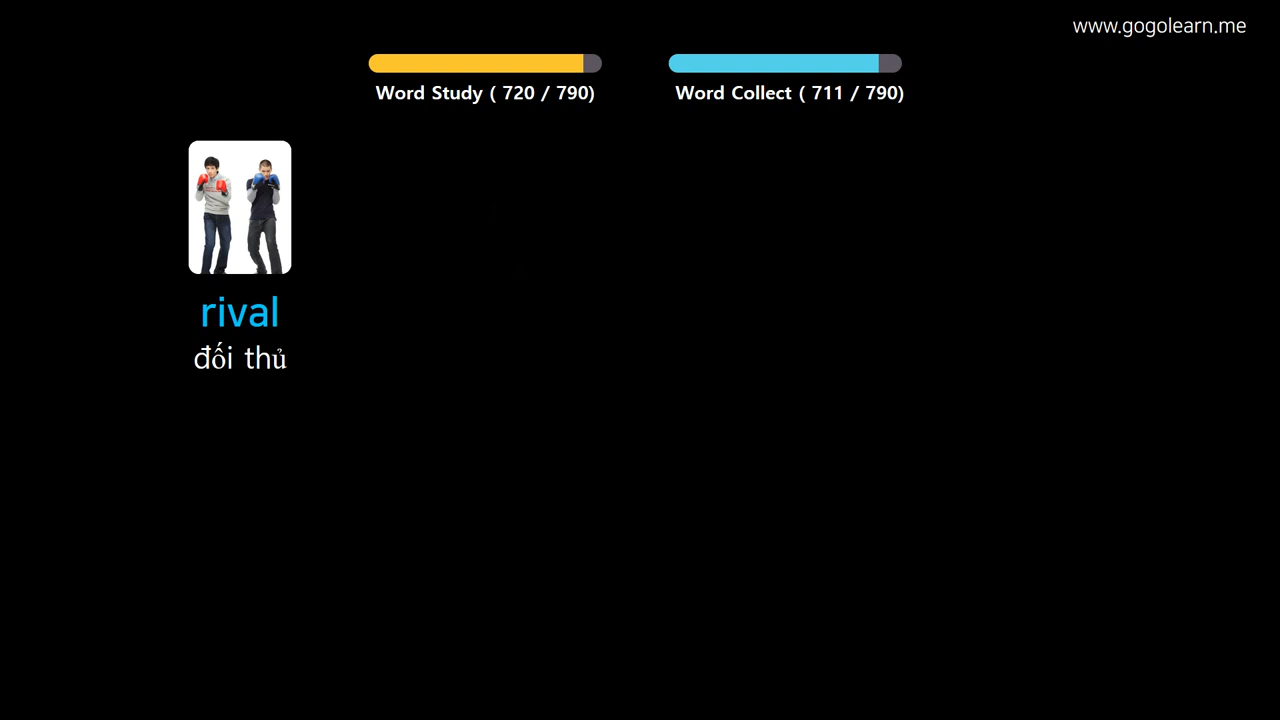 www.gogolearn.me
Word Study ( 720 / 790)
Word Collect ( 711 / 790)
rival
đối thủ